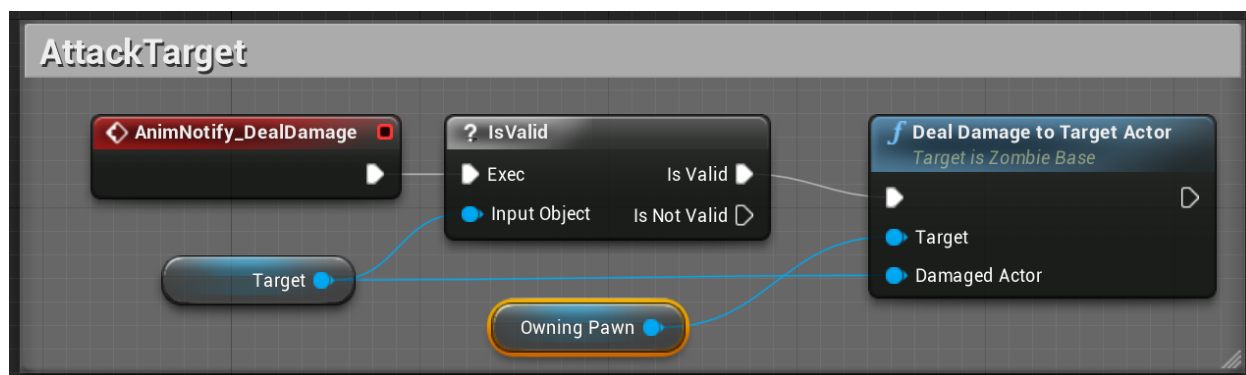 AttackTarget
AnimNotify_DealDamage
? IsValid
Exec
Is Valid
Input Object
Is Not Valid
Target
Owning Pawn
f Deal Damage to Target Actor
Target is Zombie Base
Target
Damaged Actor